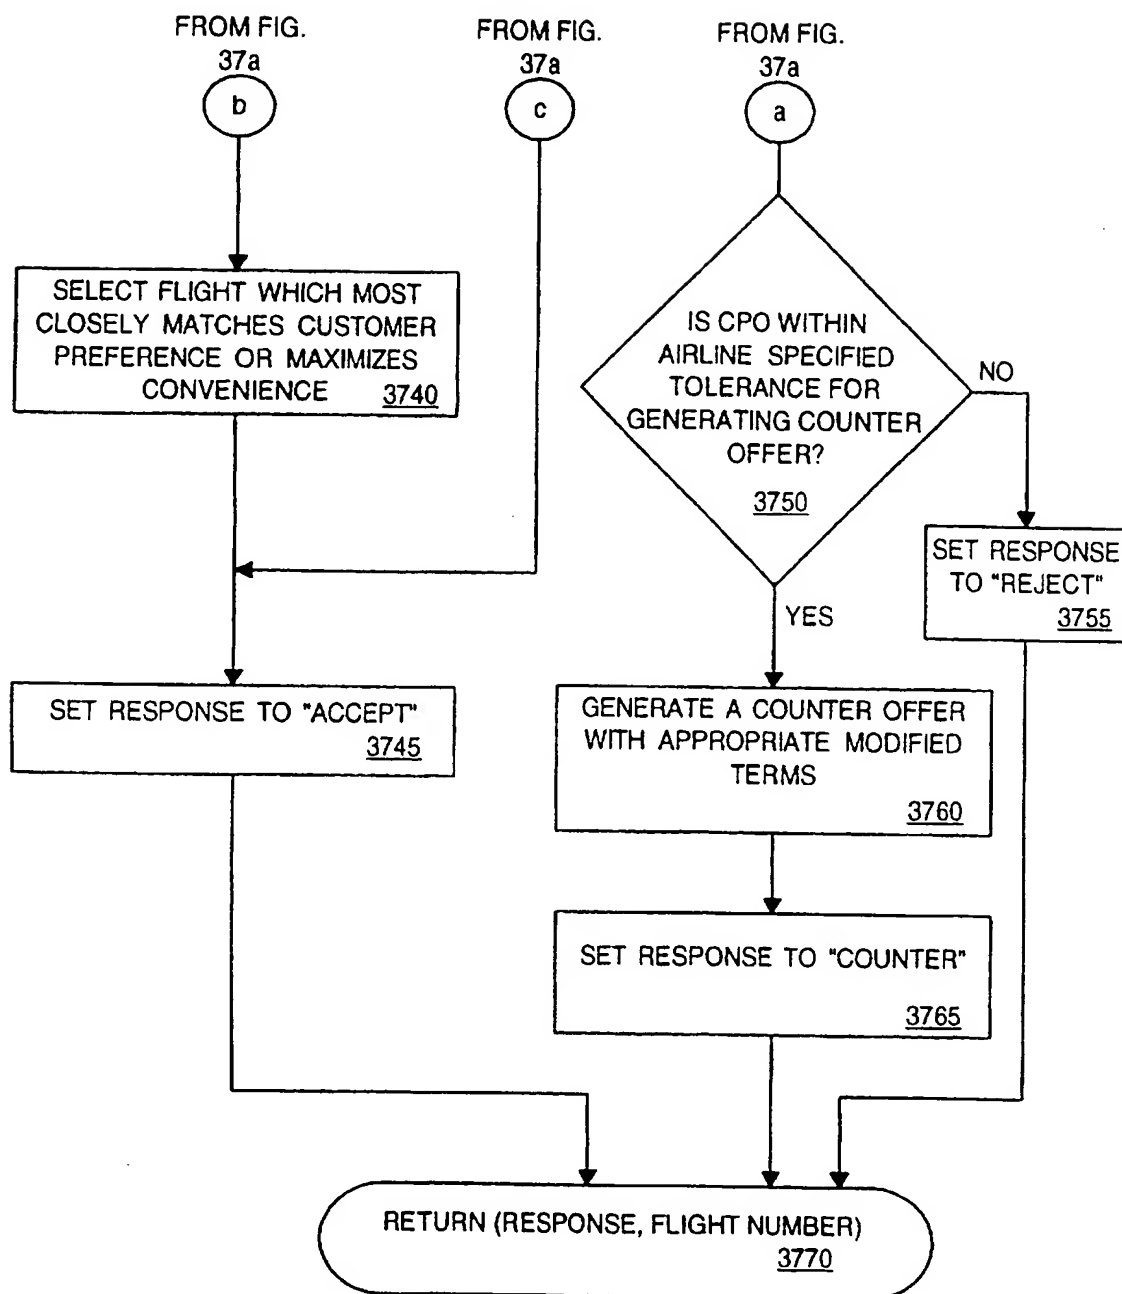 FROM FIG.
37a
b
FROM FIG.
37a
c
FROM FIG.
37a
a
SELECT FLIGHT WHICH MOST
CLOSELY MATCHES CUSTOMER
PREFERENCE OR MAXIMIZES
CONVENIENCE 3740
IS CPO WITHIN
AIRLINE SPECIFIED
TOLERANCE FOR
GENERATING COUNTER
OFFER?
3750
NO
SET RESPONSE
TO "REJECT"
3755
YES
SET RESPONSE TO "ACCEPT"
3745
GENERATE A COUNTER OFFER
WITH APPROPRIATE MODIFIED
TERMS
3760
SET RESPONSE TO "COUNTER"
3765
RETURN (RESPONSE, FLIGHT NUMBER)
3770